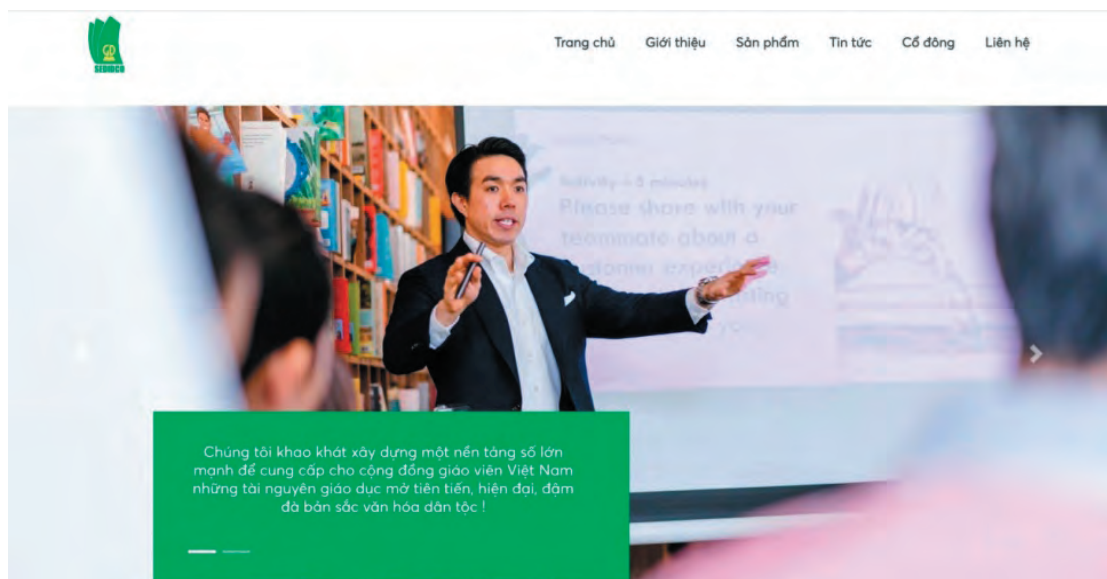 Trang chủ Giới thiệu Sản phẩm Tin tức Cổ đông Liên hệ
Please share with your
teammate about a
Chúng tôi khao khát xây dựng một nền tảng số lớn
mạnh để cung cấp cho cộng đồng giáo viên Việt Nam
những tài nguyên giáo dục mở tiên tiến, hiện đại, đậm
đà bản sắc văn hóa dân tộc !